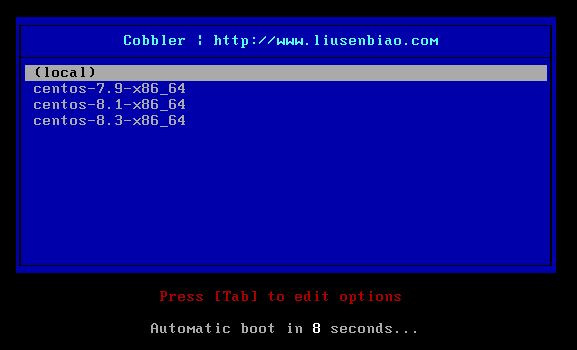 Cobbler ¦ http://www.liusenbiao.com
(local)
centos-7.9-x86_64
centos-8.1-x86_64
centos-8.3-x86_64
Press [Tab] to edit options
Automatic boot in 8 seconds...